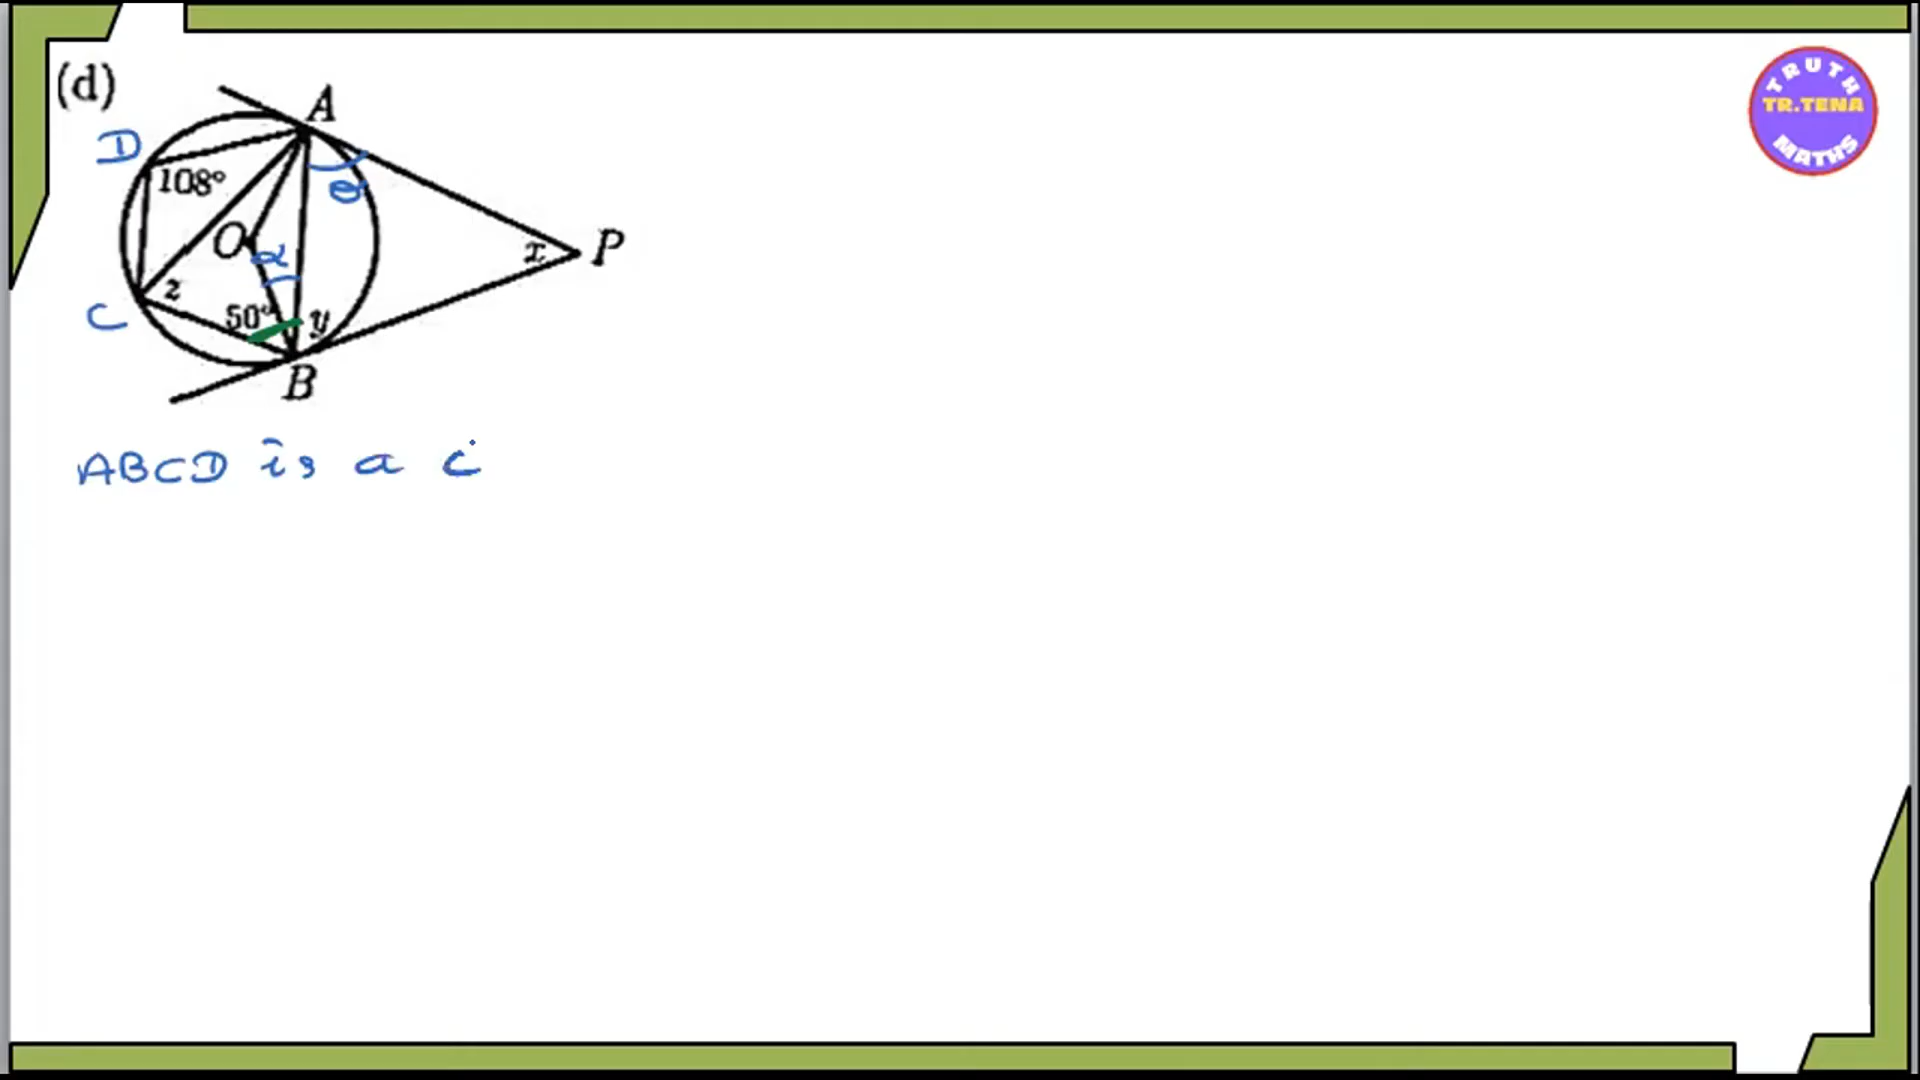 (d)
A
D
108°
θ
O
α
x
P
z
C
50°
y
B
ABCD is a c
TRUTH
TR.TENA
MATHS